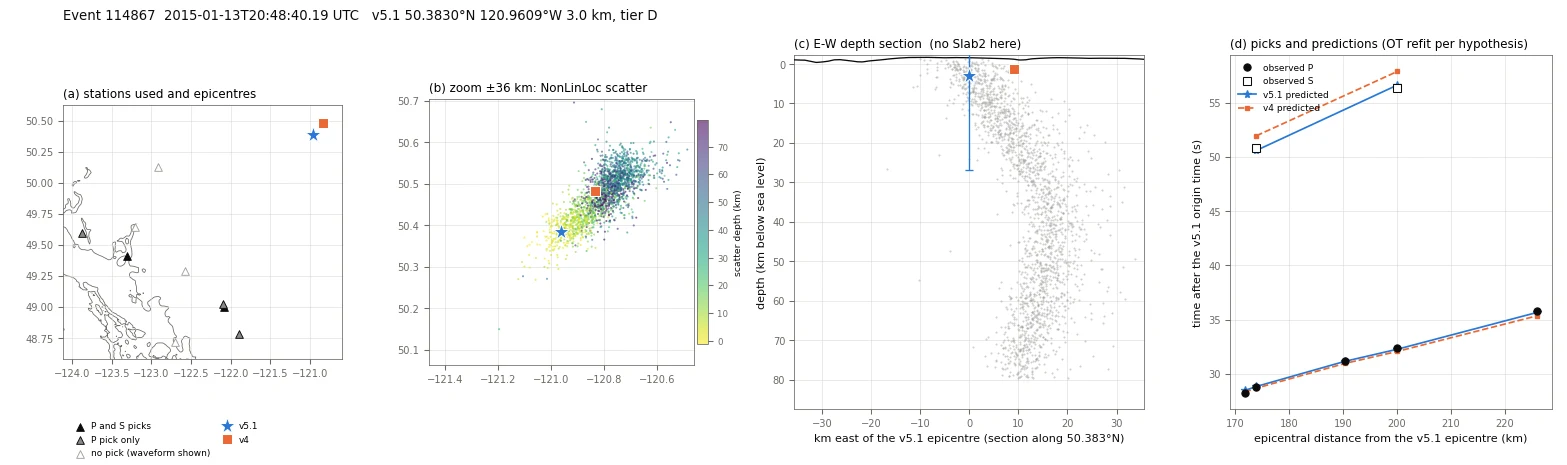 Event 114867  2015-01-13T20:48:40.19 UTC   v5.1 50.3830°N 120.9609°W 3.0 km, tier D
(a) stations used and epicentres
50.50
50.25
50.00
49.75
49.50
49.25
49.00
48.75
−124.0 −123.5 −123.0 −122.5 −122.0 −121.5 −121.0
P and S picks
P pick only
no pick (waveform shown)
v5.1
v4
(b) zoom ±36 km: NonLinLoc scatter
50.7
50.6
50.5
50.4
50.3
50.2
50.1
−121.4 −121.2 −121.0 −120.8 −120.6
70
60
50
40
30
20
10
0
scatter depth (km)
(c) E-W depth section  (no Slab2 here)
depth (km below sea level)
0
10
20
30
40
50
60
70
80
−30 −20 −10 0 10 20 30
km east of the v5.1 epicentre (section along 50.383°N)
(d) picks and predictions (OT refit per hypothesis)
observed P
observed S
v5.1 predicted
v4 predicted
time after the v5.1 origin time (s)
55
50
45
40
35
30
170 180 190 200 210 220
epicentral distance from the v5.1 epicentre (km)